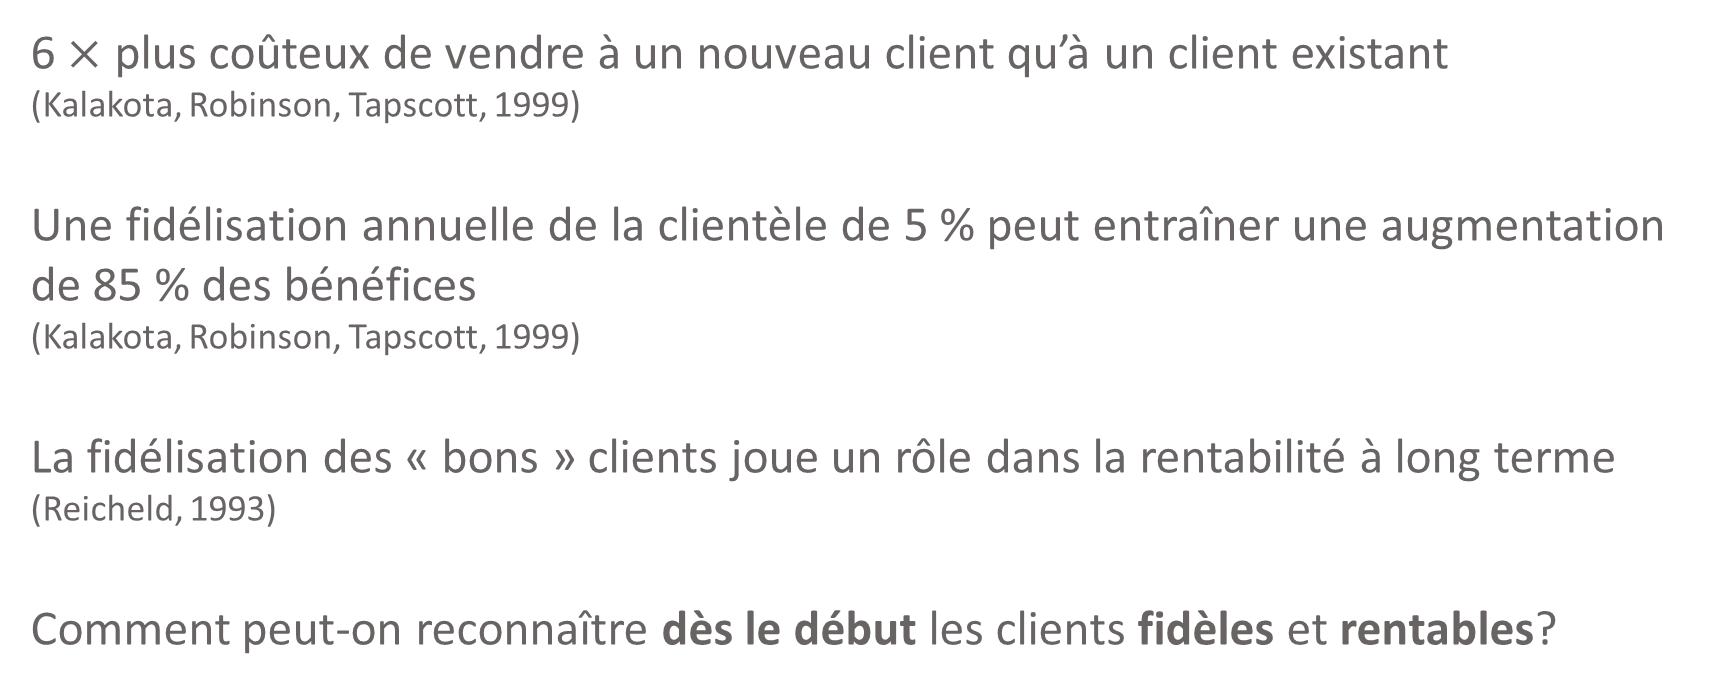 6 × plus coûteux de vendre à un nouveau client qu’à un client existant
(Kalakota, Robinson, Tapscott, 1999)
Une fidélisation annuelle de la clientèle de 5 % peut entraîner une augmentation
de 85 % des bénéfices
(Kalakota, Robinson, Tapscott, 1999)
La fidélisation des « bons » clients joue un rôle dans la rentabilité à long terme
(Reicheld, 1993)
Comment peut-on reconnaître dès le début les clients fidèles et rentables?